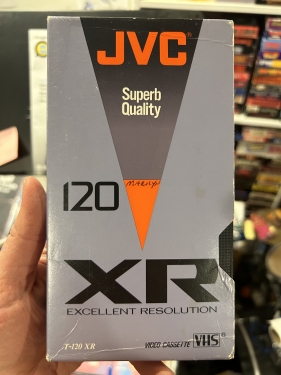 JVC®
Superb
Quality
120
XR
EXCELLENT RESOLUTION
T-120 XR
VIDEO CASSETTE VHS®